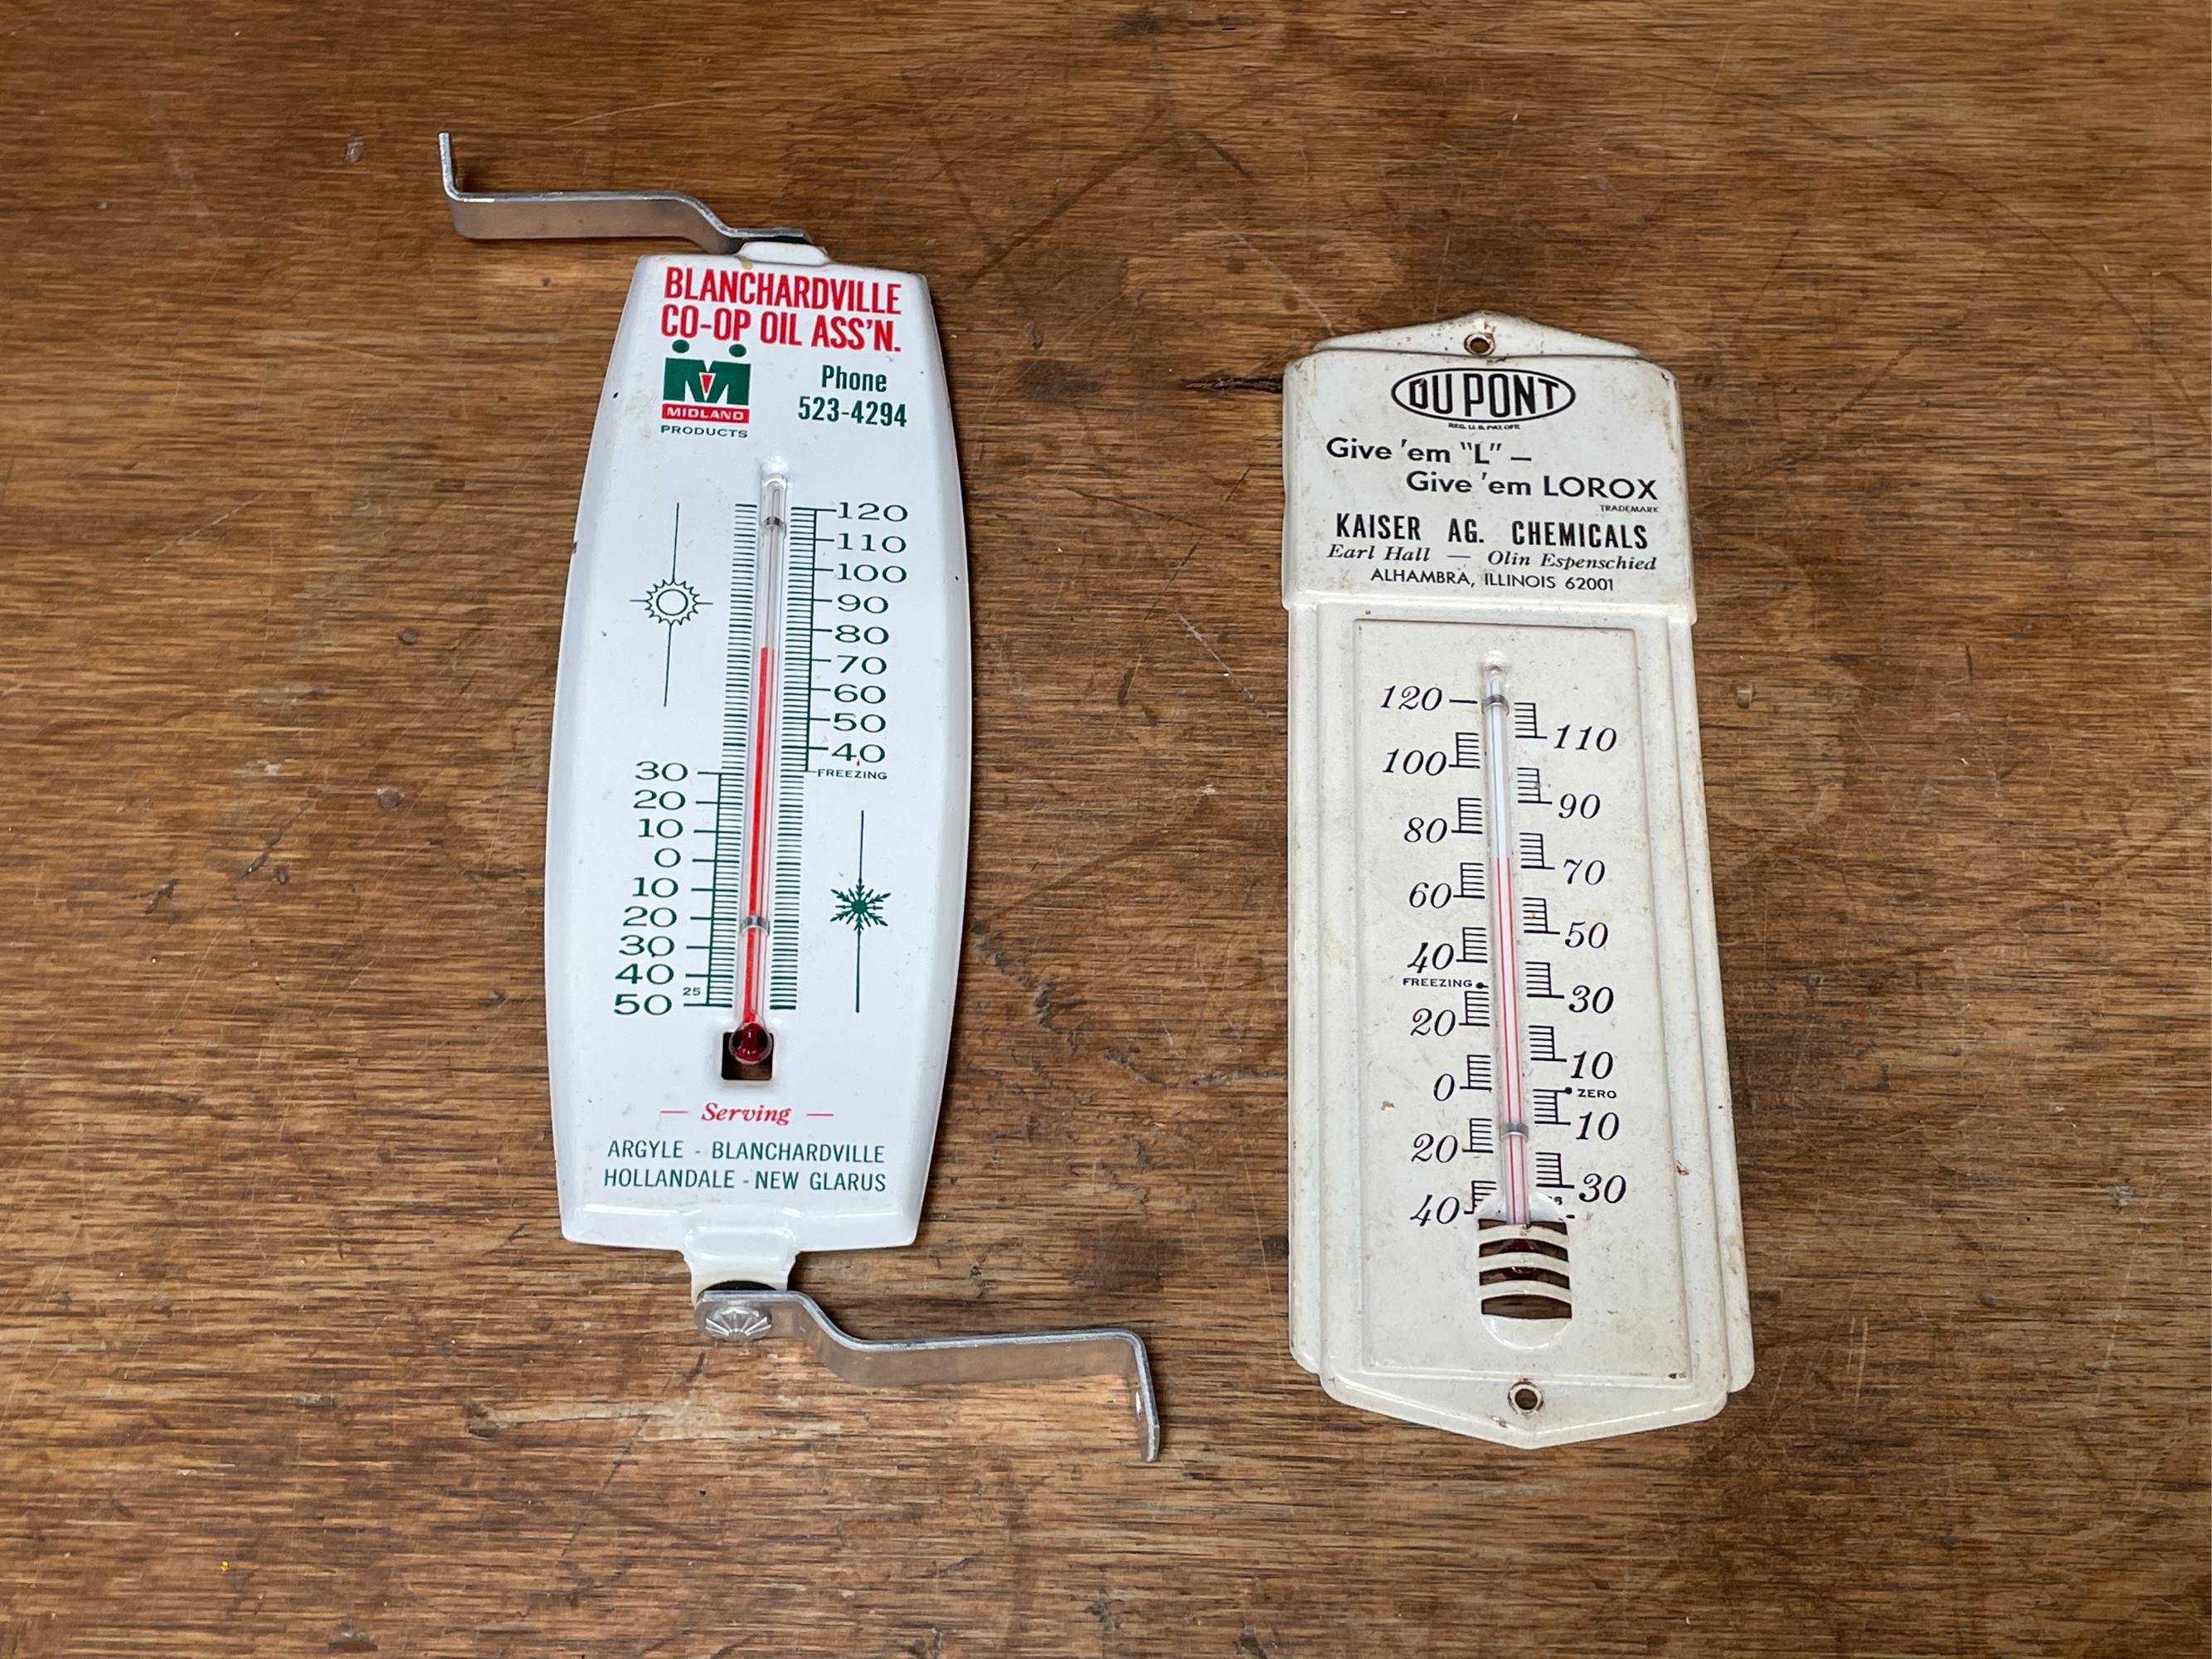 BLANCHARDVILLE
CO-OP OIL ASS'N.
MIDLAND
PRODUCTS
Phone
523-4294
120
110
100
90
80
70
60
50
40
FREEZING
30
20
10
0
10
20
30
40
25
50
Serving
ARGYLE - BLANCHARDVILLE
HOLLANDALE - NEW GLARUS
DU PONT
REG. U.S. PAT. OFF.
Give 'em "L" —
Give 'em LOROX
TRADEMARK
KAISER AG. CHEMICALS
Earl Hall — Olin Espenschied
ALHAMBRA, ILLINOIS 62001
120
110
100
90
80
70
60
50
40
FREEZING
30
20
10
0
ZERO
10
20
30
40